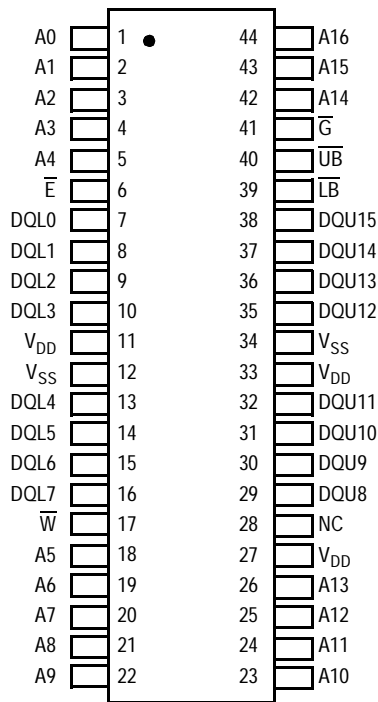 A0 1 44 A16
A1 2 43 A15
A2 3 42 A14
A3 4 41 G̅
A4 5 40 U̅B̅
E̅ 6 39 L̅B̅
DQL0 7 38 DQU15
DQL1 8 37 DQU14
DQL2 9 36 DQU13
DQL3 10 35 DQU12
VDD 11 34 VSS
VSS 12 33 VDD
DQL4 13 32 DQU11
DQL5 14 31 DQU10
DQL6 15 30 DQU9
DQL7 16 29 DQU8
W̅ 17 28 NC
A5 18 27 VDD
A6 19 26 A13
A7 20 25 A12
A8 21 24 A11
A9 22 23 A10